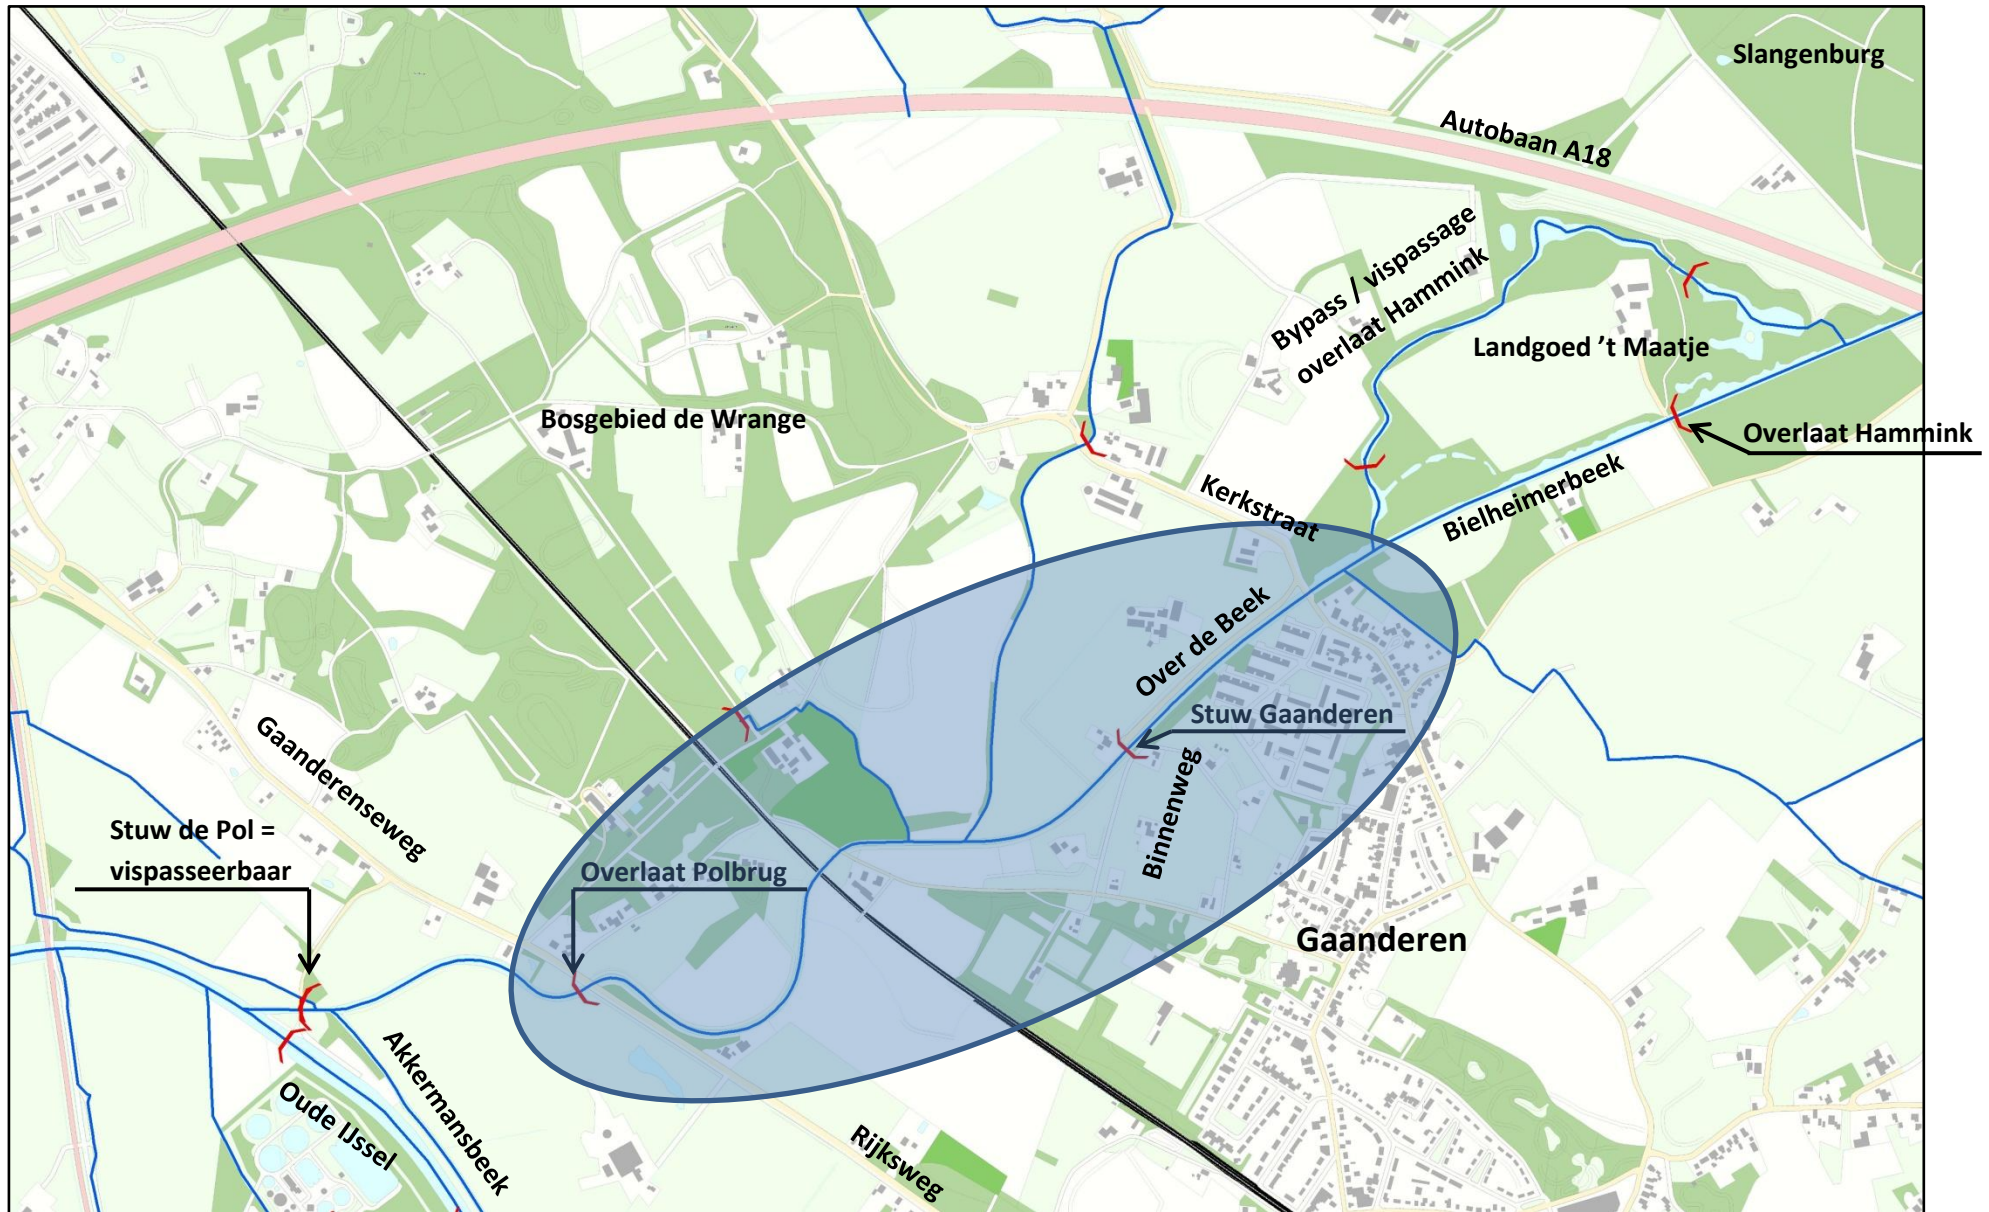 Slangenburg
Autobaan A18
Bypass / vispassage
overlaat Hammink
Landgoed ’t Maatje
Bosgebied de Wrange
Overlaat Hammink
Kerkstraat
Bielheimerbeek
Over de Beek
Stuw Gaanderen
Gaanderenseweg
Binnenweg
Stuw de Pol =
vispasseerbaar
Overlaat Polbrug
Gaanderen
Akkermansbeek
Oude IJssel
Rijksweg